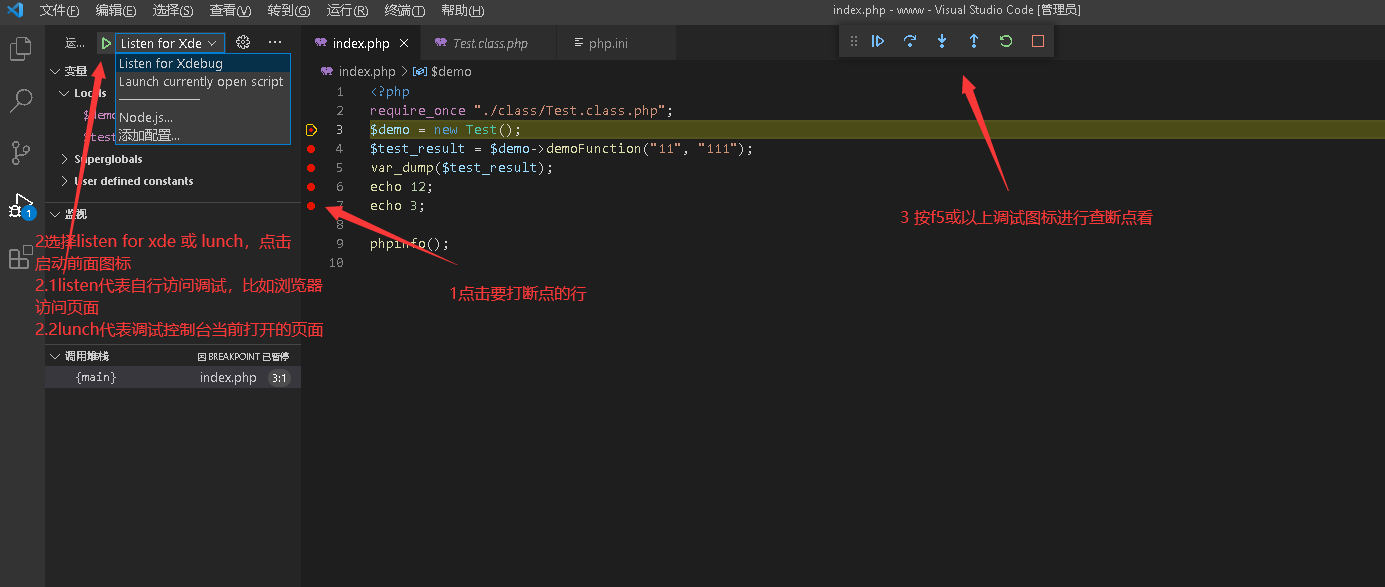 文件(F) 编辑(E) 选择(S) 查看(V) 转到(G) 运行(R) 终端(T) 帮助(H)
index.php - www - Visual Studio Code [管理员]
运... Listen for Xde
Listen for Xdebug
Launch currently open script
Node.js...
添加配置...
变量
Locals
$demo
$test
Superglobals
User defined constants
监视
1
2选择listen for xde 或 lunch，点击
启动前面图标
2.1listen代表自行访问调试，比如浏览器
访问页面
2.2lunch代表调试控制台当前打开的页面
调用堆栈 因 BREAKPOINT 已暂停
{main} index.php 3:1
index.php Test.class.php php.ini
index.php > $demo
1 <?php
2 require_once "./class/Test.class.php";
3 $demo = new Test();
4 $test_result = $demo->demoFunction("11", "111");
5 var_dump($test_result);
6 echo 12;
7 echo 3;
8
9 phpinfo();
10
1点击要打断点的行
3 按f5或以上调试图标进行查断点看